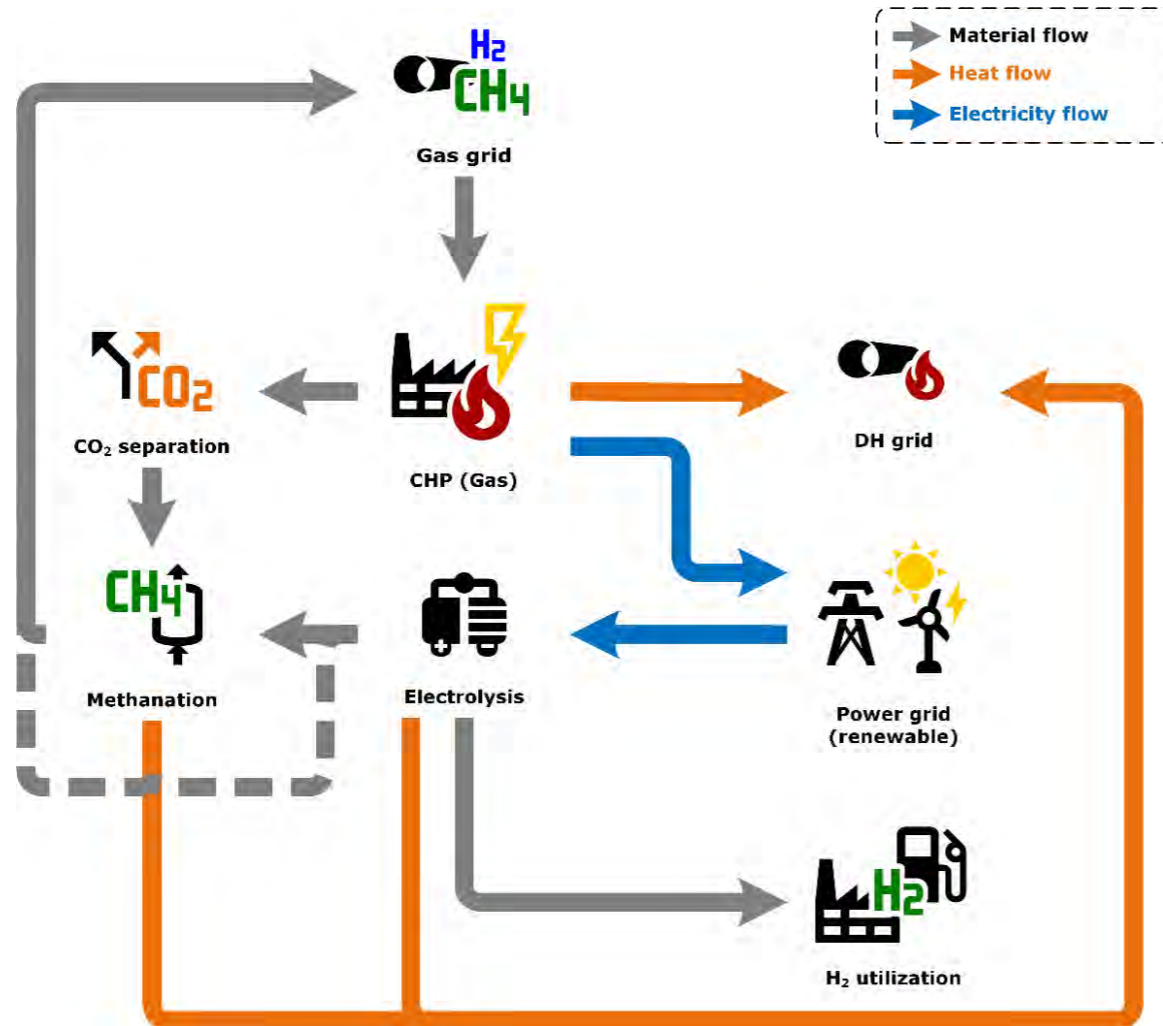 H2
CH4
Gas grid
Material flow
Heat flow
Electricity flow
CO2
CO₂ separation
CHP (Gas)
DH grid
CH4
Methanation
Electrolysis
Power grid
(renewable)
H2
H₂ utilization